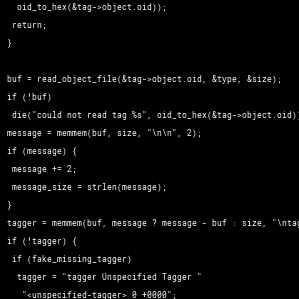 oid_to_hex(&tag->object.oid));
return;
}
buf = read_object_file(&tag->object.oid, &type, &size);
if (!buf)
die("could not read tag %s", oid_to_hex(&tag->object.oid))
message = memmem(buf, size, "\n\n", 2);
if (message) {
message += 2;
message_size = strlen(message);
}
tagger = memmem(buf, message ? message - buf : size, "\ntag
if (!tagger) {
if (fake_missing_tagger)
tagger = "tagger Unspecified Tagger "
"<unspecified-tagger> 0 +0000";